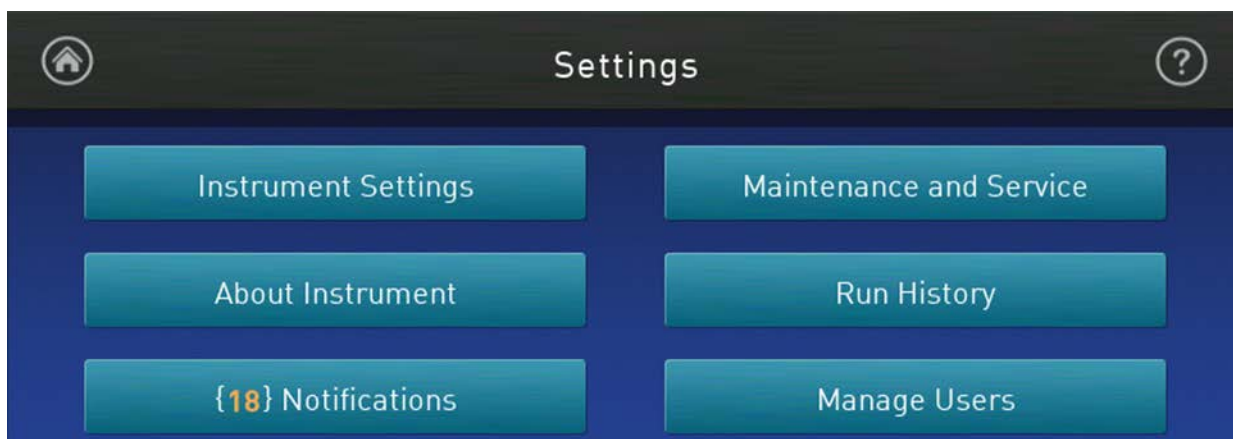 Settings
?
Instrument Settings
Maintenance and Service
About Instrument
Run History
{18} Notifications
Manage Users